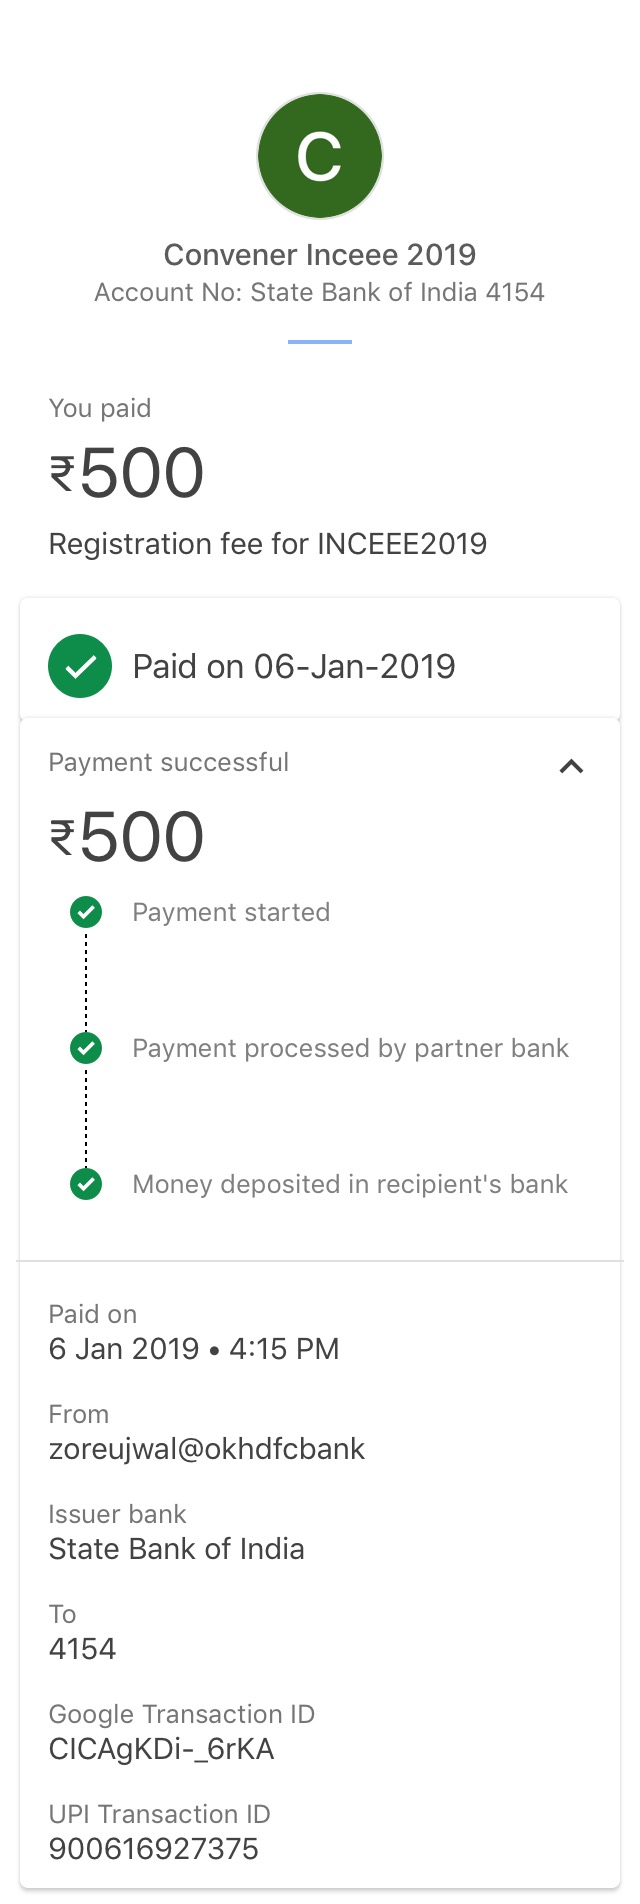 C
Convener Inceee 2019
Account No: State Bank of India 4154
You paid
₹500
Registration fee for INCEEE2019
Paid on 06-Jan-2019
Payment successful
₹500
Payment started
Payment processed by partner bank
Money deposited in recipient's bank
Paid on
6 Jan 2019 • 4:15 PM
From
zoreujwal@okhdfcbank
Issuer bank
State Bank of India
To
4154
Google Transaction ID
CICAgKDi-_6rKA
UPI Transaction ID
900616927375